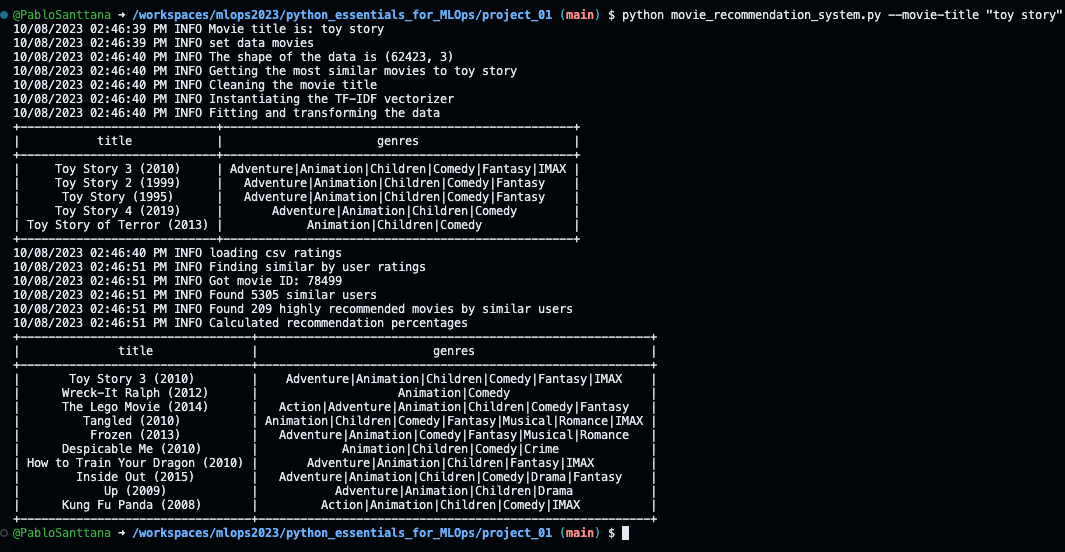 @PabloSanttana → /workspaces/mlops2023/python_essentials_for_MLOps/project_01 (main) $ python movie_recommendation_system.py --movie-title "toy story"
10/08/2023 02:46:39 PM INFO Movie title is: toy story
10/08/2023 02:46:39 PM INFO set data movies
10/08/2023 02:46:40 PM INFO The shape of the data is (62423, 3)
10/08/2023 02:46:40 PM INFO Getting the most similar movies to toy story
10/08/2023 02:46:40 PM INFO Cleaning the movie title
10/08/2023 02:46:40 PM INFO Instantiating the TF-IDF vectorizer
10/08/2023 02:46:40 PM INFO Fitting and transforming the data
+----------------------------+--------------------------------------------------+
| title | genres |
+----------------------------+--------------------------------------------------+
| Toy Story 3 (2010) | Adventure|Animation|Children|Comedy|Fantasy|IMAX |
| Toy Story 2 (1999) | Adventure|Animation|Children|Comedy|Fantasy |
| Toy Story (1995) | Adventure|Animation|Children|Comedy|Fantasy |
| Toy Story 4 (2019) | Adventure|Animation|Children|Comedy |
| Toy Story of Terror (2013) | Animation|Children|Comedy |
+----------------------------+--------------------------------------------------+
10/08/2023 02:46:40 PM INFO loading csv ratings
10/08/2023 02:46:51 PM INFO Finding similar by user ratings
10/08/2023 02:46:51 PM INFO Got movie ID: 78499
10/08/2023 02:46:51 PM INFO Found 5305 similar users
10/08/2023 02:46:51 PM INFO Found 209 highly recommended movies by similar users
10/08/2023 02:46:51 PM INFO Calculated recommendation percentages
+---------------------------------+--------------------------------------------------------+
| title | genres |
+---------------------------------+--------------------------------------------------------+
| Toy Story 3 (2010) | Adventure|Animation|Children|Comedy|Fantasy|IMAX |
| Wreck-It Ralph (2012) | Animation|Comedy |
| The Lego Movie (2014) | Action|Adventure|Animation|Children|Comedy|Fantasy |
| Tangled (2010) | Animation|Children|Comedy|Fantasy|Musical|Romance|IMAX |
| Frozen (2013) | Adventure|Animation|Comedy|Fantasy|Musical|Romance |
| Despicable Me (2010) | Animation|Children|Comedy|Crime |
| How to Train Your Dragon (2010) | Adventure|Animation|Children|Fantasy|IMAX |
| Inside Out (2015) | Adventure|Animation|Children|Comedy|Drama|Fantasy |
| Up (2009) | Adventure|Animation|Children|Drama |
| Kung Fu Panda (2008) | Action|Animation|Children|Comedy|IMAX |
+---------------------------------+--------------------------------------------------------+
@PabloSanttana → /workspaces/mlops2023/python_essentials_for_MLOps/project_01 (main) $